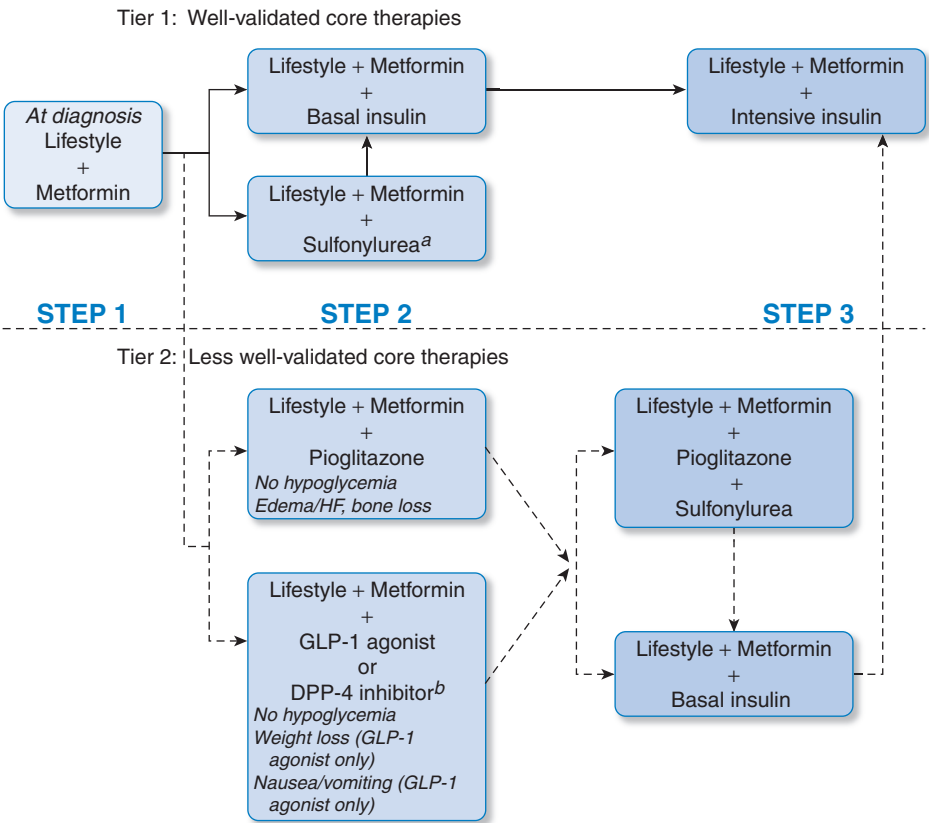 Tier 1: Well-validated core therapies
At diagnosis
Lifestyle
+
Metformin
Lifestyle + Metformin
+
Basal insulin
Lifestyle + Metformin
+
Sulfonylureaᵃ
Lifestyle + Metformin
+
Intensive insulin
STEP 1
STEP 2
STEP 3
Tier 2: Less well-validated core therapies
Lifestyle + Metformin
+
Pioglitazone
No hypoglycemia
Edema/HF, bone loss
Lifestyle + Metformin
+
GLP-1 agonist
or
DPP-4 inhibitorᵇ
No hypoglycemia
Weight loss (GLP-1
agonist only)
Nausea/vomiting (GLP-1
agonist only)
Lifestyle + Metformin
+
Pioglitazone
+
Sulfonylurea
Lifestyle + Metformin
+
Basal insulin